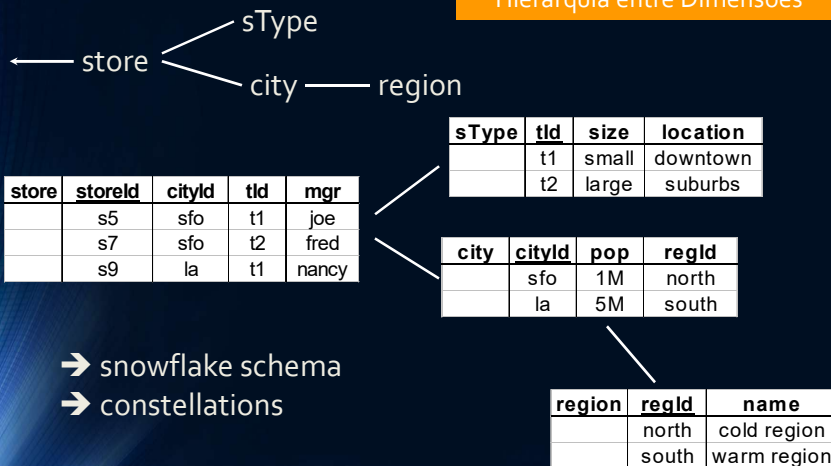 Hierarquia entre Dimensões
sType
store
city
region
sType tId size location
t1 small downtown
t2 large suburbs
store storeId cityId tId mgr
s5 sfo t1 joe
s7 sfo t2 fred
s9 la t1 nancy
city cityId pop regId
sfo 1M north
la 5M south
➔ snowflake schema
➔ constellations
region regId name
north cold region
south warm region